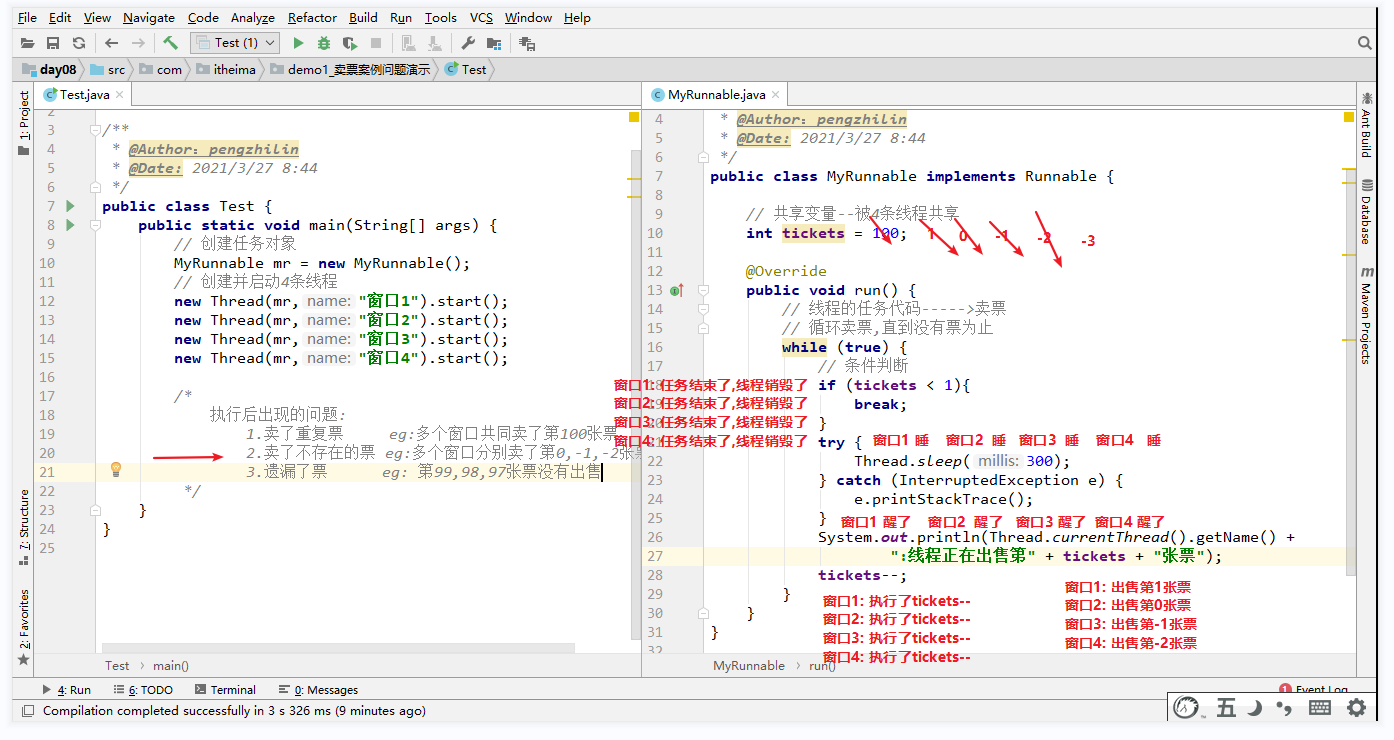 File Edit View Navigate Code Analyze Refactor Build Run Tools VCS Window Help
Test (1)
day08 src com itheima demo1_卖票案例问题演示 Test
1: Project
7: Structure
2: Favorites
Test.java
2
3 /**
4 * @Author: pengzhilin
5 * @Date: 2021/3/27 8:44
6 */
7 public class Test {
8 public static void main(String[] args) {
9 // 创建任务对象
10 MyRunnable mr = new MyRunnable();
11 // 创建并启动4条线程
12 new Thread(mr, name: "窗口1").start();
13 new Thread(mr, name: "窗口2").start();
14 new Thread(mr, name: "窗口3").start();
15 new Thread(mr, name: "窗口4").start();
16
17 /*
18 执行后出现的问题:
19 1.卖了重复票 eg:多个窗口共同卖了第100张票
20 2.卖了不存在的票 eg:多个窗口分别卖了第0,-1,-2张票
21 3.遗漏了票 eg: 第99,98,97张票没有出售
22 */
23 }
24 }
25
Test › main()
MyRunnable.java
4 * @Author: pengzhilin
5 * @Date: 2021/3/27 8:44
6 */
7 public class MyRunnable implements Runnable {
8
9 // 共享变量--被4条线程共享
10 int tickets = 100; 1 0 -1 -2 -3
11
12 @Override
13 public void run() {
14 // 线程的任务代码----->卖票
15 // 循环卖票,直到没有票为止
16 while (true) {
17 // 条件判断
窗口1: 任务结束了,线程销毁了 if (tickets < 1){
窗口2: 任务结束了,线程销毁了 break;
窗口3: 任务结束了,线程销毁了 }
窗口4: 任务结束了,线程销毁了 try { 窗口1 睡 窗口2 睡 窗口3 睡 窗口4 睡
22 Thread.sleep( millis: 300);
23 } catch (InterruptedException e) {
24 e.printStackTrace();
25 } 窗口1 醒了 窗口2 醒了 窗口3 醒了 窗口4 醒了
26 System.out.println(Thread.currentThread().getName() +
27 ":线程正在出售第" + tickets + "张票");
28 tickets--;
29 }
30 }
31 }
32
窗口1: 执行了tickets--
窗口2: 执行了tickets--
窗口3: 执行了tickets--
窗口4: 执行了tickets--
窗口1: 出售第1张票
窗口2: 出售第0张票
窗口3: 出售第-1张票
窗口4: 出售第-2张票
MyRunnable › run()
Ant Build
Database
m Maven Projects
4: Run 6: TODO Terminal 0: Messages 1 Event Log
Compilation completed successfully in 3 s 326 ms (9 minutes ago)
五